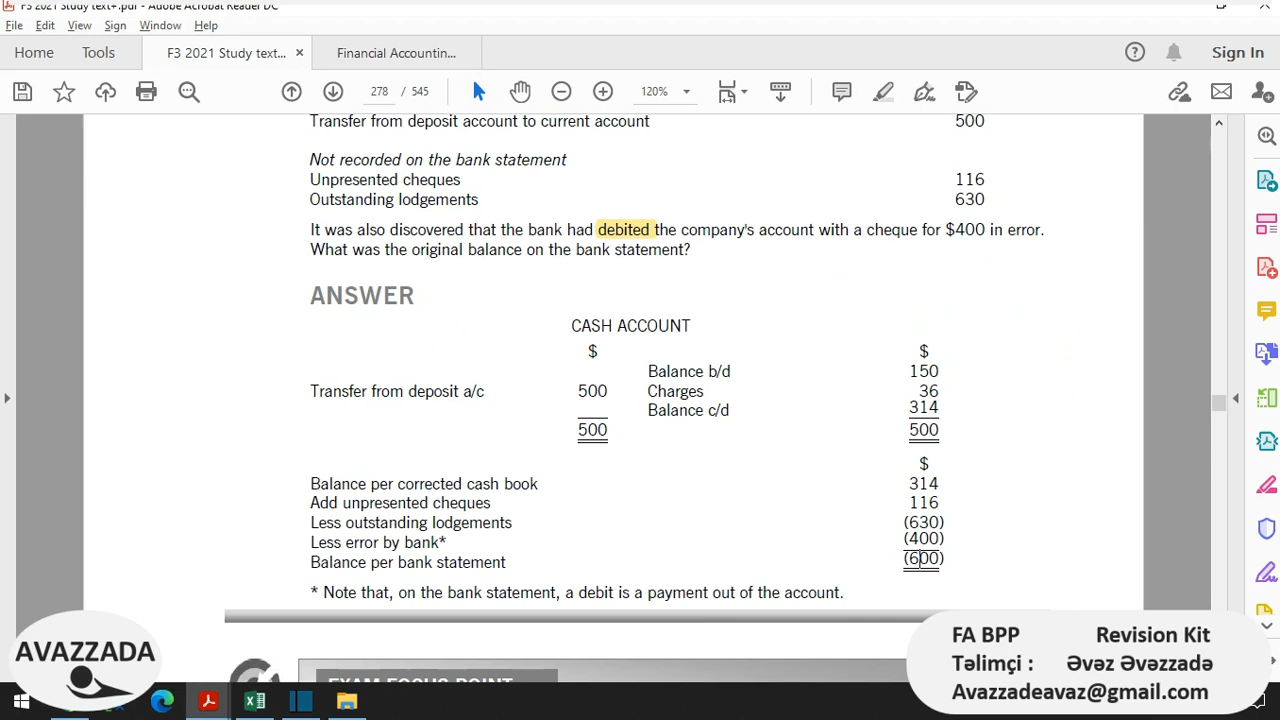 F3 2021 Study text+.pdf - Adobe Acrobat Reader DC
File Edit View Sign Window Help
Home Tools F3 2021 Study text... × Financial Accountin... Sign In
278 / 545 120%
Transfer from deposit account to current account 500
Not recorded on the bank statement
Unpresented cheques 116
Outstanding lodgements 630
It was also discovered that the bank had debited the company's account with a cheque for $400 in error.
What was the original balance on the bank statement?
ANSWER
CASH ACCOUNT
$ $
Balance b/d 150
Transfer from deposit a/c 500 Charges 36
Balance c/d 314
500 500
$
Balance per corrected cash book 314
Add unpresented cheques 116
Less outstanding lodgements (630)
Less error by bank* (400)
Balance per bank statement (600)
* Note that, on the bank statement, a debit is a payment out of the account.
EXAM FOCUS POINT
AVAZZADA
FA BPP Revision Kit
Təlimçi : Əvəz Əvəzzadə
Avazzadeavaz@gmail.com